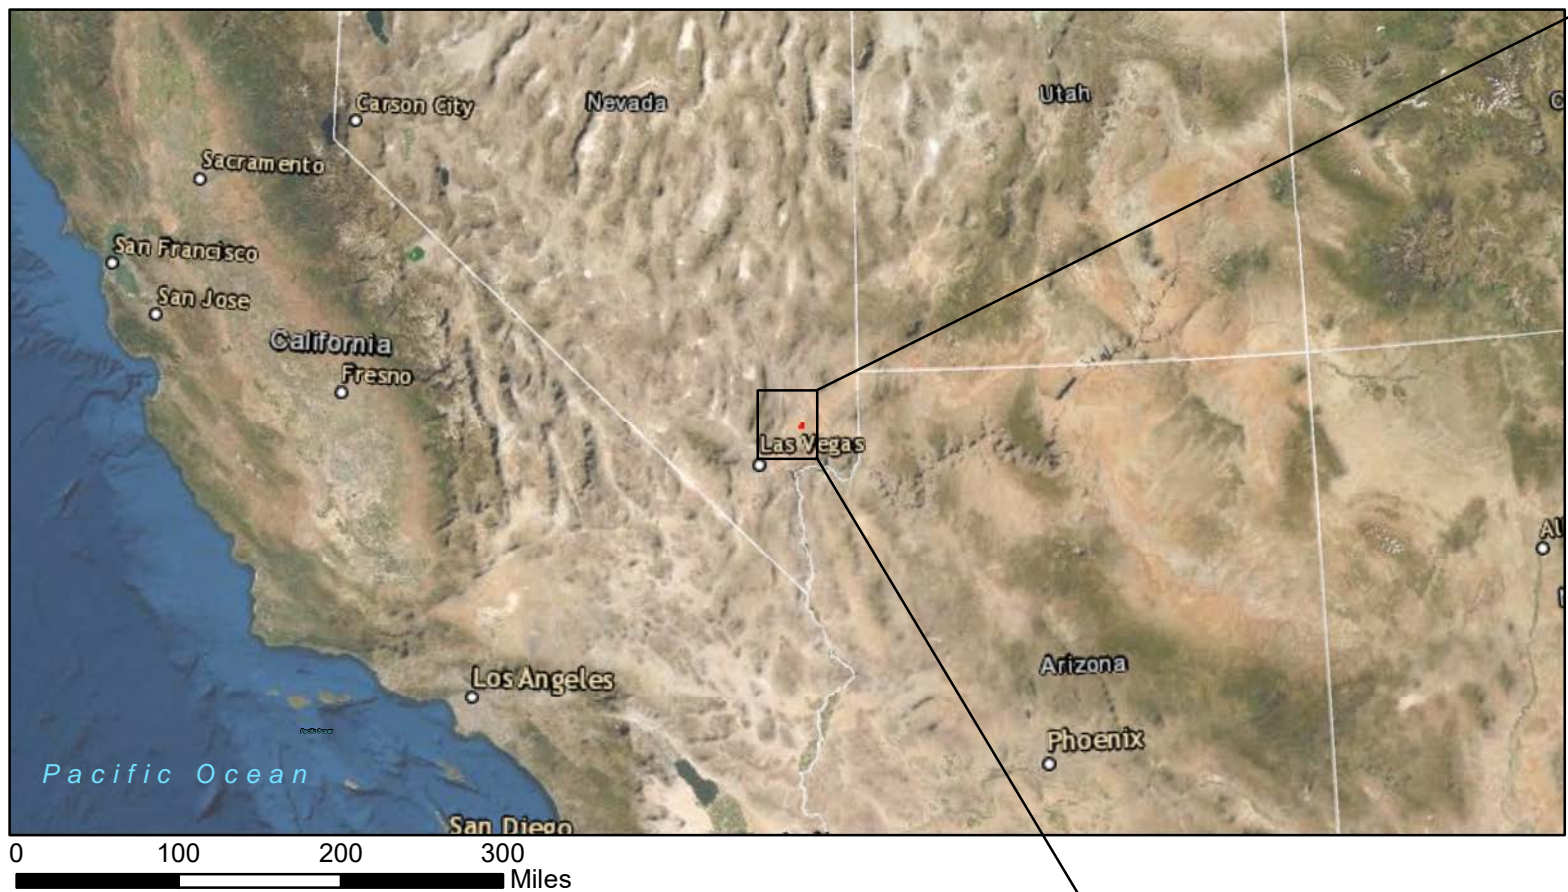 Carson City
Nevada
Utah
Sacramento
San Francisco
San Jose
California
Fresno
Las Vegas
Al
Los Angeles
Arizona
Phoenix
Pacific Ocean
San Diego
0 100 200 300
Miles